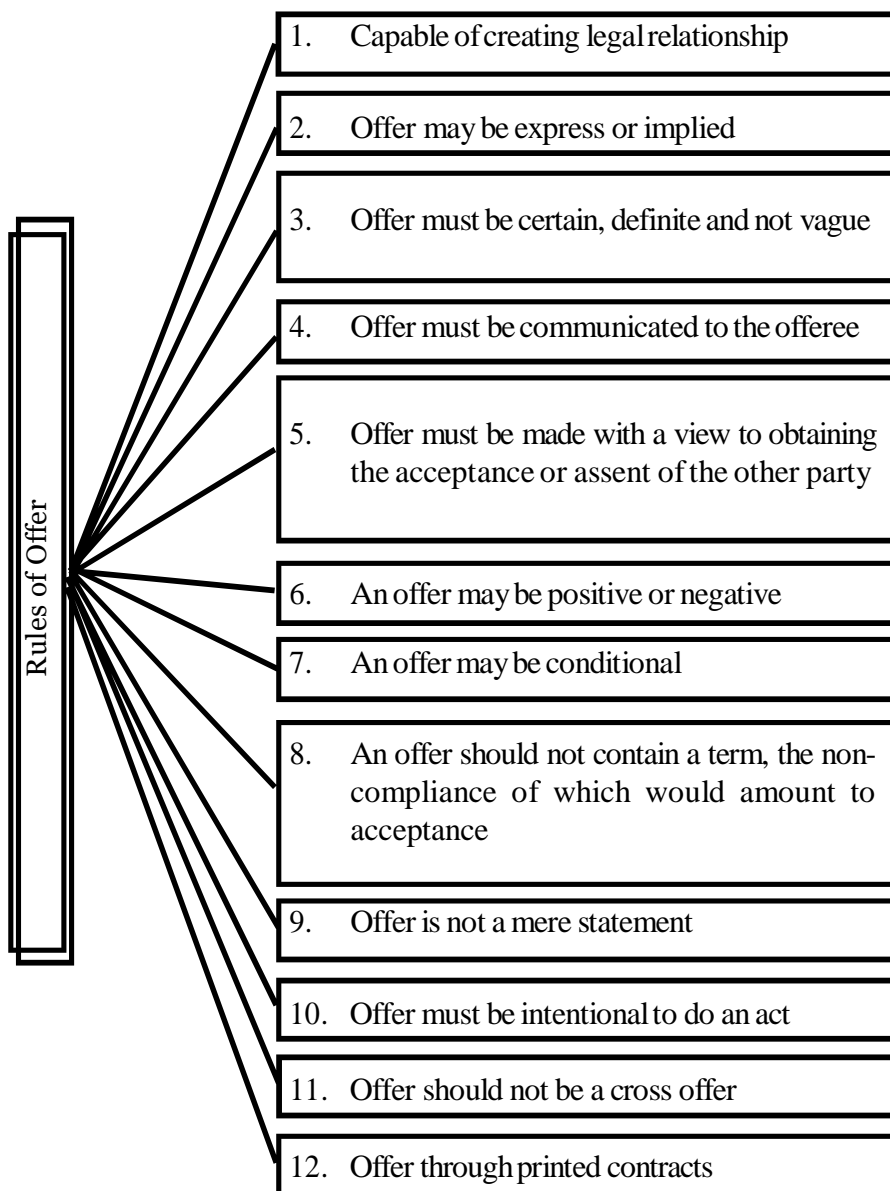 Rules of Offer
1. Capable of creating legal relationship
2. Offer may be express or implied
3. Offer must be certain, definite and not vague
4. Offer must be communicated to the offeree
5. Offer must be made with a view to obtaining
the acceptance or assent of the other party
6. An offer may be positive or negative
7. An offer may be conditional
8. An offer should not contain a term, the non-
compliance of which would amount to
acceptance
9. Offer is not a mere statement
10. Offer must be intentional to do an act
11. Offer should not be a cross offer
12. Offer through printed contracts